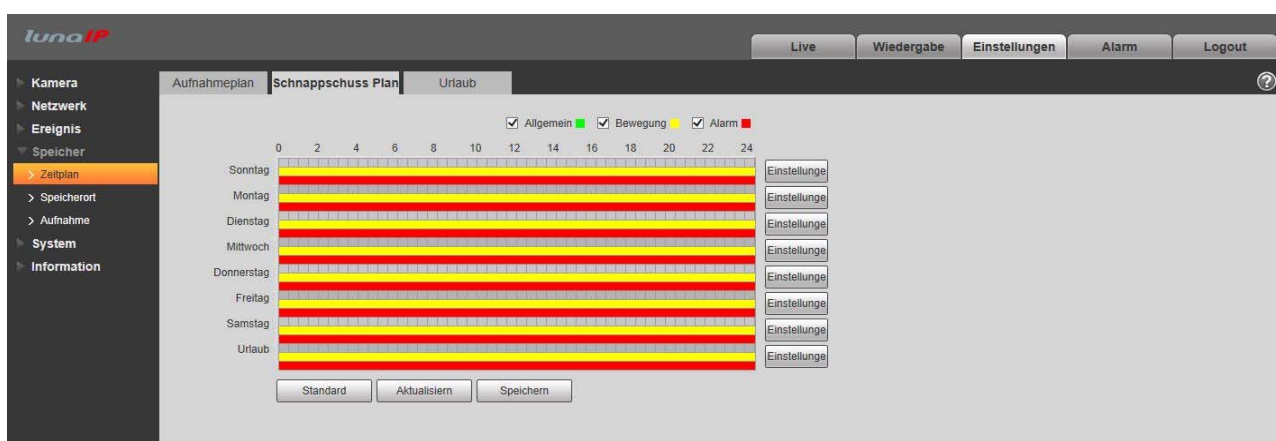 lunaIP
Live Wiedergabe Einstellungen Alarm Logout
Kamera
Netzwerk
Ereignis
Speicher
Zeitplan
Speicherort
Aufnahme
System
Information
Aufnahmeplan Schnappschuss Plan Urlaub ?
Allgemein Bewegung Alarm
0 2 4 6 8 10 12 14 16 18 20 22 24
Sonntag Einstellunge
Montag Einstellunge
Dienstag Einstellunge
Mittwoch Einstellunge
Donnerstag Einstellunge
Freitag Einstellunge
Samstag Einstellunge
Urlaub Einstellunge
Standard Aktualisiern Speichern